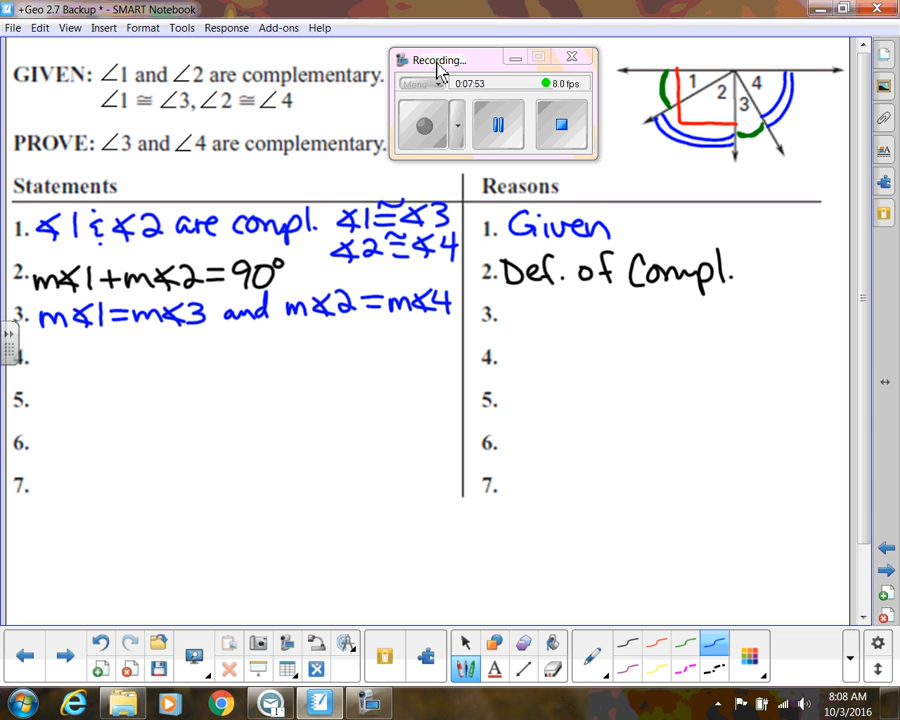 +Geo 2.7 Backup * - SMART Notebook
File Edit View Insert Format Tools Response Add-ons Help
Recording...
Menu 0:07:53 8.0 fps
GIVEN: ∠1 and ∠2 are complementary.
∠1 ≅ ∠3, ∠2 ≅ ∠4
PROVE: ∠3 and ∠4 are complementary.
1 2 3 4
Statements Reasons
1. ∡1 & ∡2 are compl. ∡1≅∡3 1. Given
∡2≅∡4
2. m∡1+m∡2=90° 2. Def. of Compl.
3. m∡1=m∡3 and m∡2=m∡4 3.
4. 4.
5. 5.
6. 6.
7. 7.
8:08 AM
10/3/2016